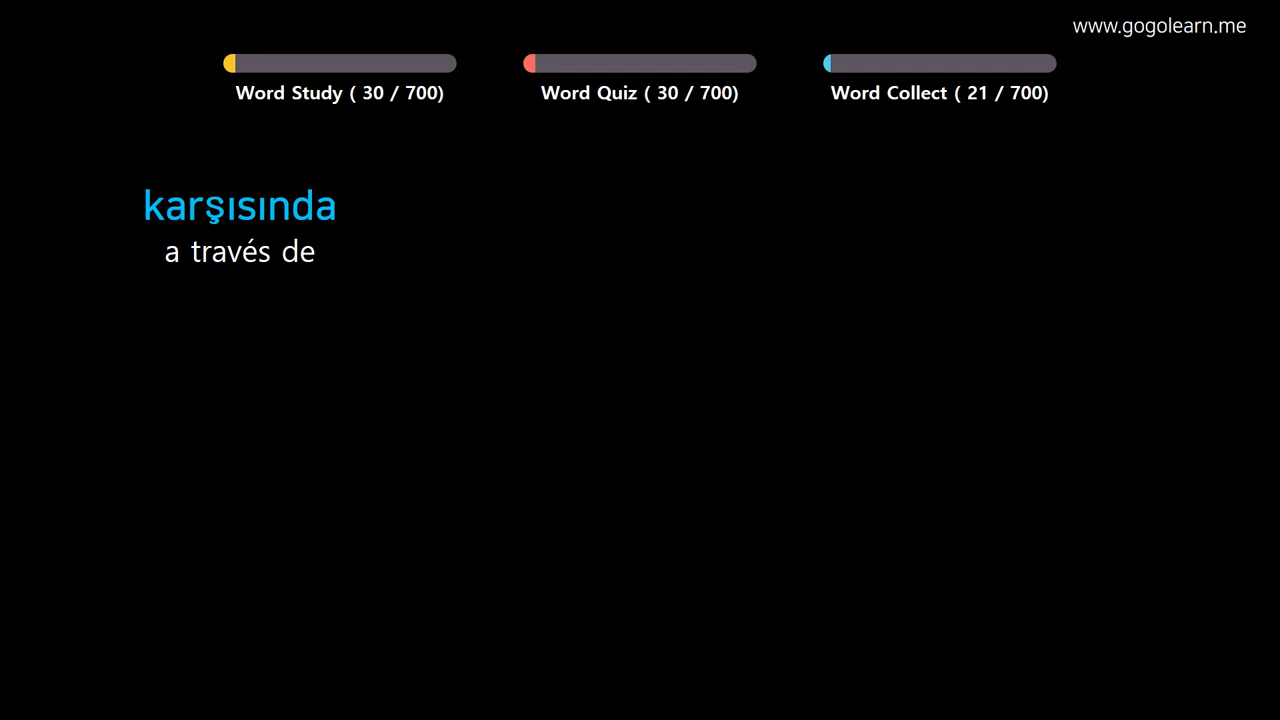 www.gogolearn.me
Word Study ( 30 / 700)
Word Quiz ( 30 / 700)
Word Collect ( 21 / 700)
karşısında
a través de